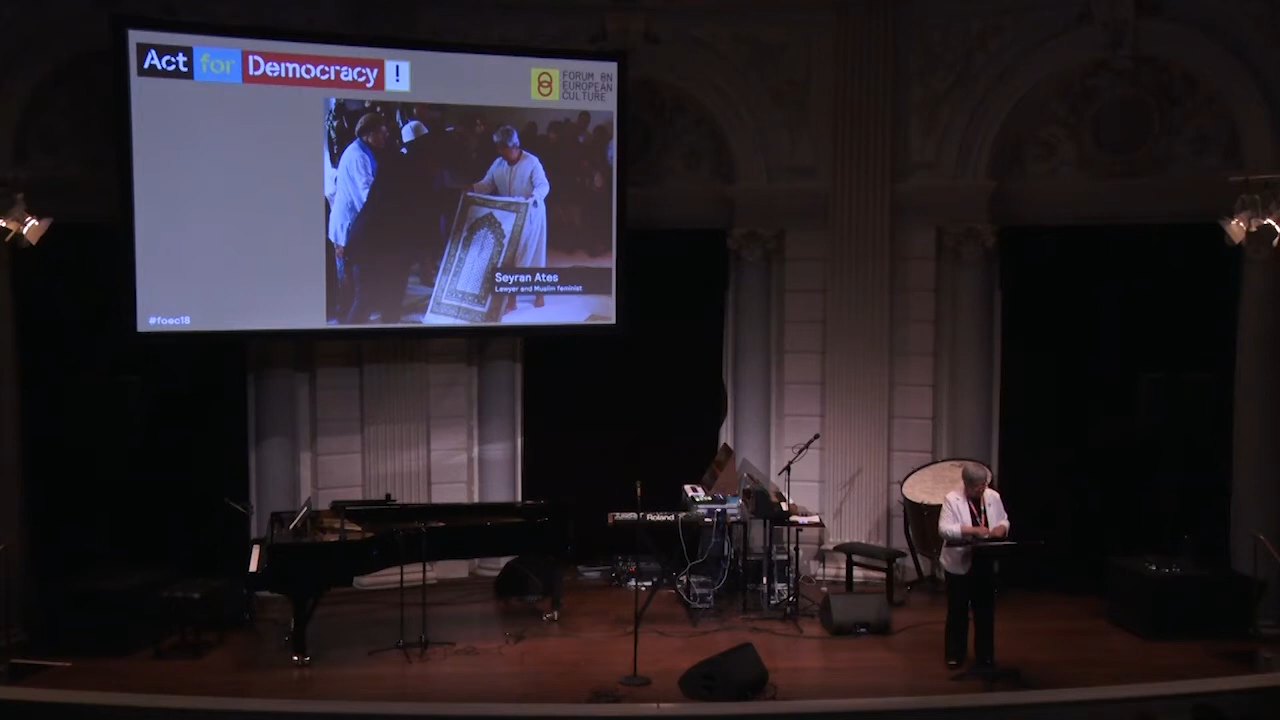 Act for Democracy !
FORUM ON
EUROPEAN
CULTURE
Seyran Ates
Lawyer and Muslim feminist
#foec18
Roland